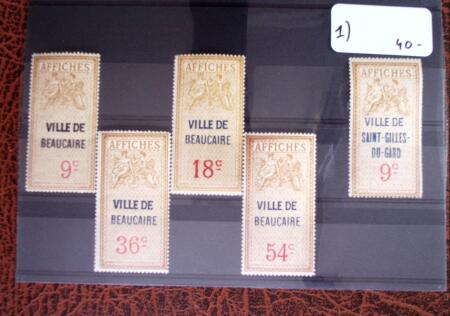 1)
40-
AFFICHES
VILLE DE
BEAUCAIRE
9c
AFFICHES
VILLE DE
BEAUCAIRE
18c
AFFICHES
VILLE DE
SAINT-GILLES-
DU-GARD
9c
AFFICHES
VILLE DE
BEAUCAIRE
36c
AFFICHES
VILLE DE
BEAUCAIRE
54c